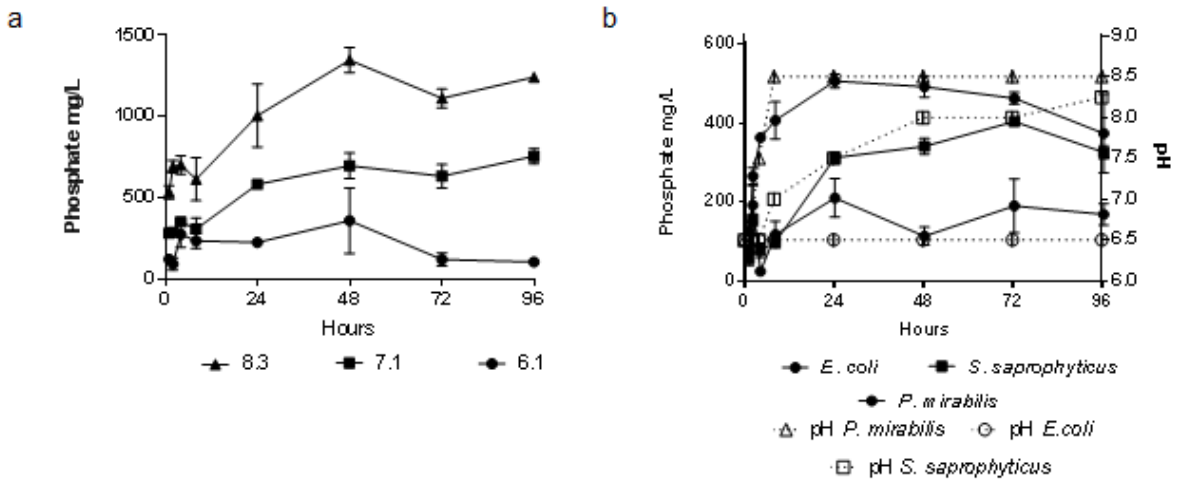 a
Phosphate mg/L
1500
1000
500
0
0 24 48 72 96
Hours
8.3 7.1 6.1
b
Phosphate mg/L
600
400
200
0
9.0
8.5
8.0
7.5
7.0
6.5
6.0
pH
0 24 48 72 96
Hours
E. coli S. saprophyticus
P. mirabilis
pH P. mirabilis pH E.coli
pH S. saprophyticus